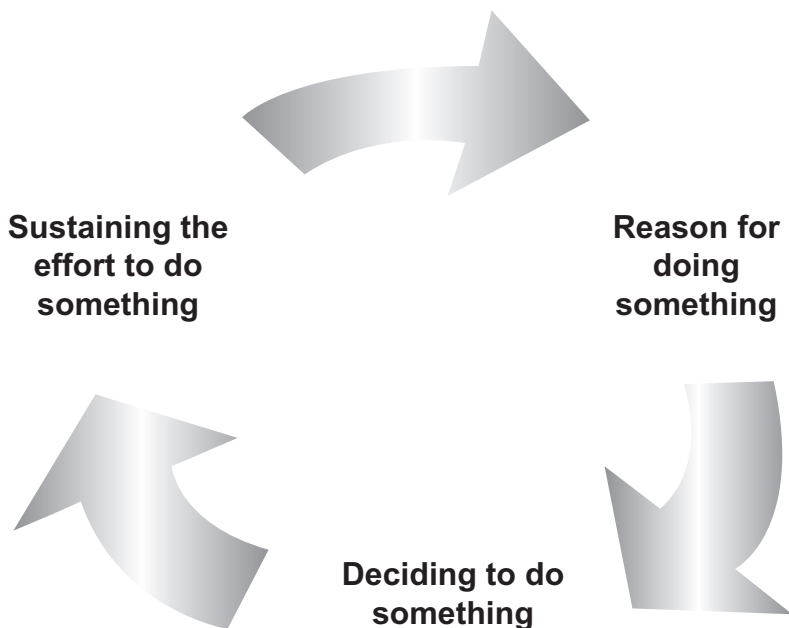 Sustaining the
effort to do
something
Reason for
doing
something
Deciding to do
something